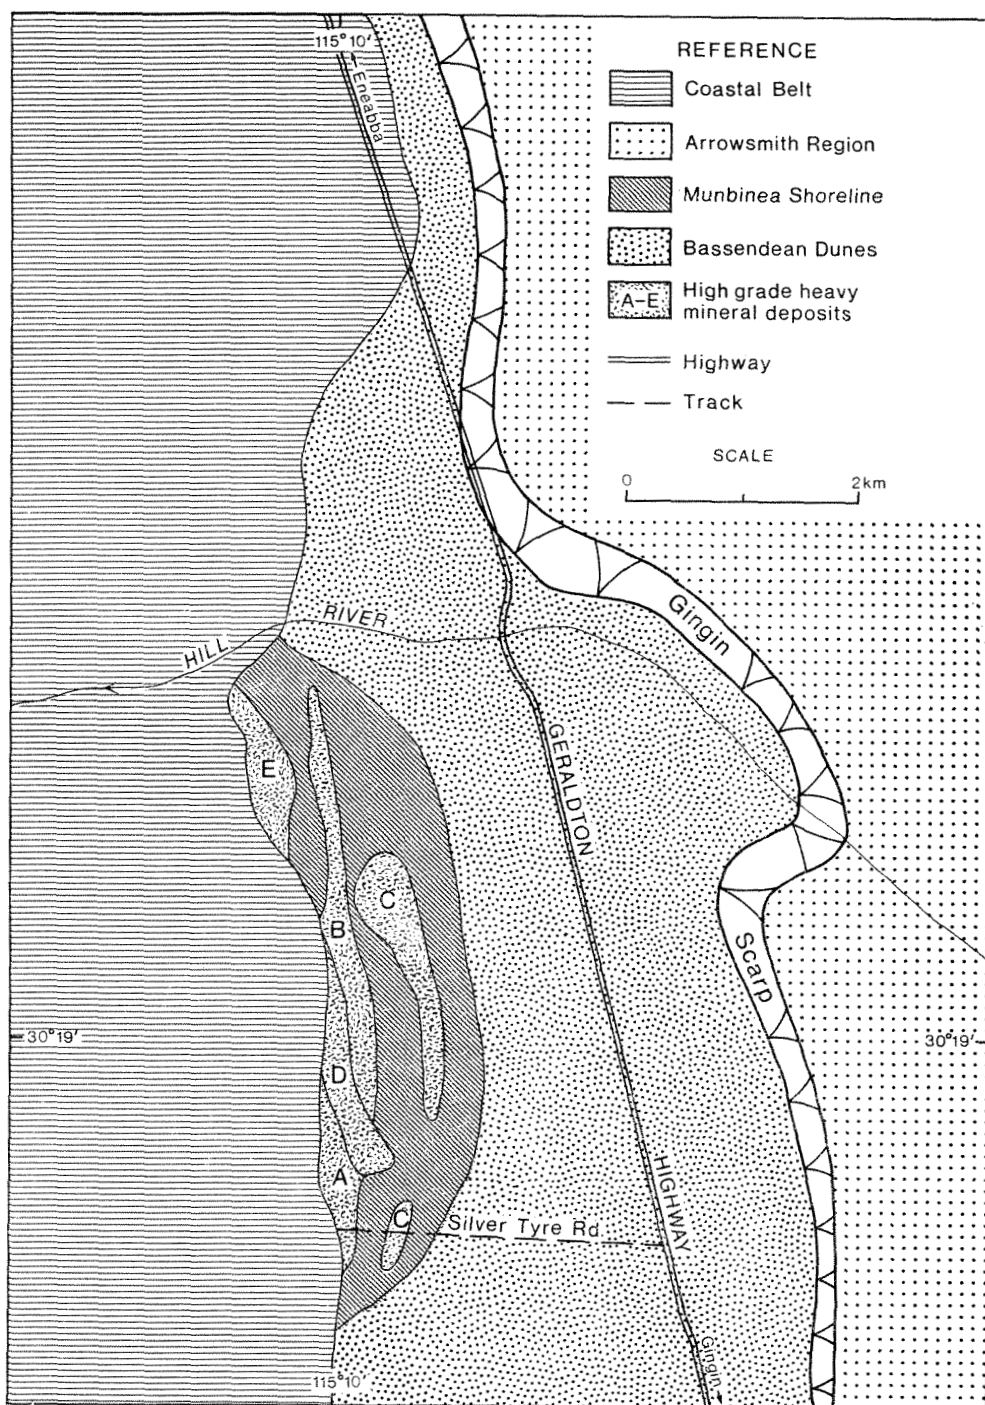 115° 10'
Eneabba
REFERENCE
Coastal Belt
Arrowsmith Region
Munbinea Shoreline
Bassendean Dunes
A–E
High grade heavy
mineral deposits
Highway
Track
SCALE
0
2km
Gingin
HILL
RIVER
GERALDTON
E
C
B
Scarp
30° 19'
30° 19'
D
A
HIGHWAY
C
Silver Tyre Rd
Gingin
115° 10'